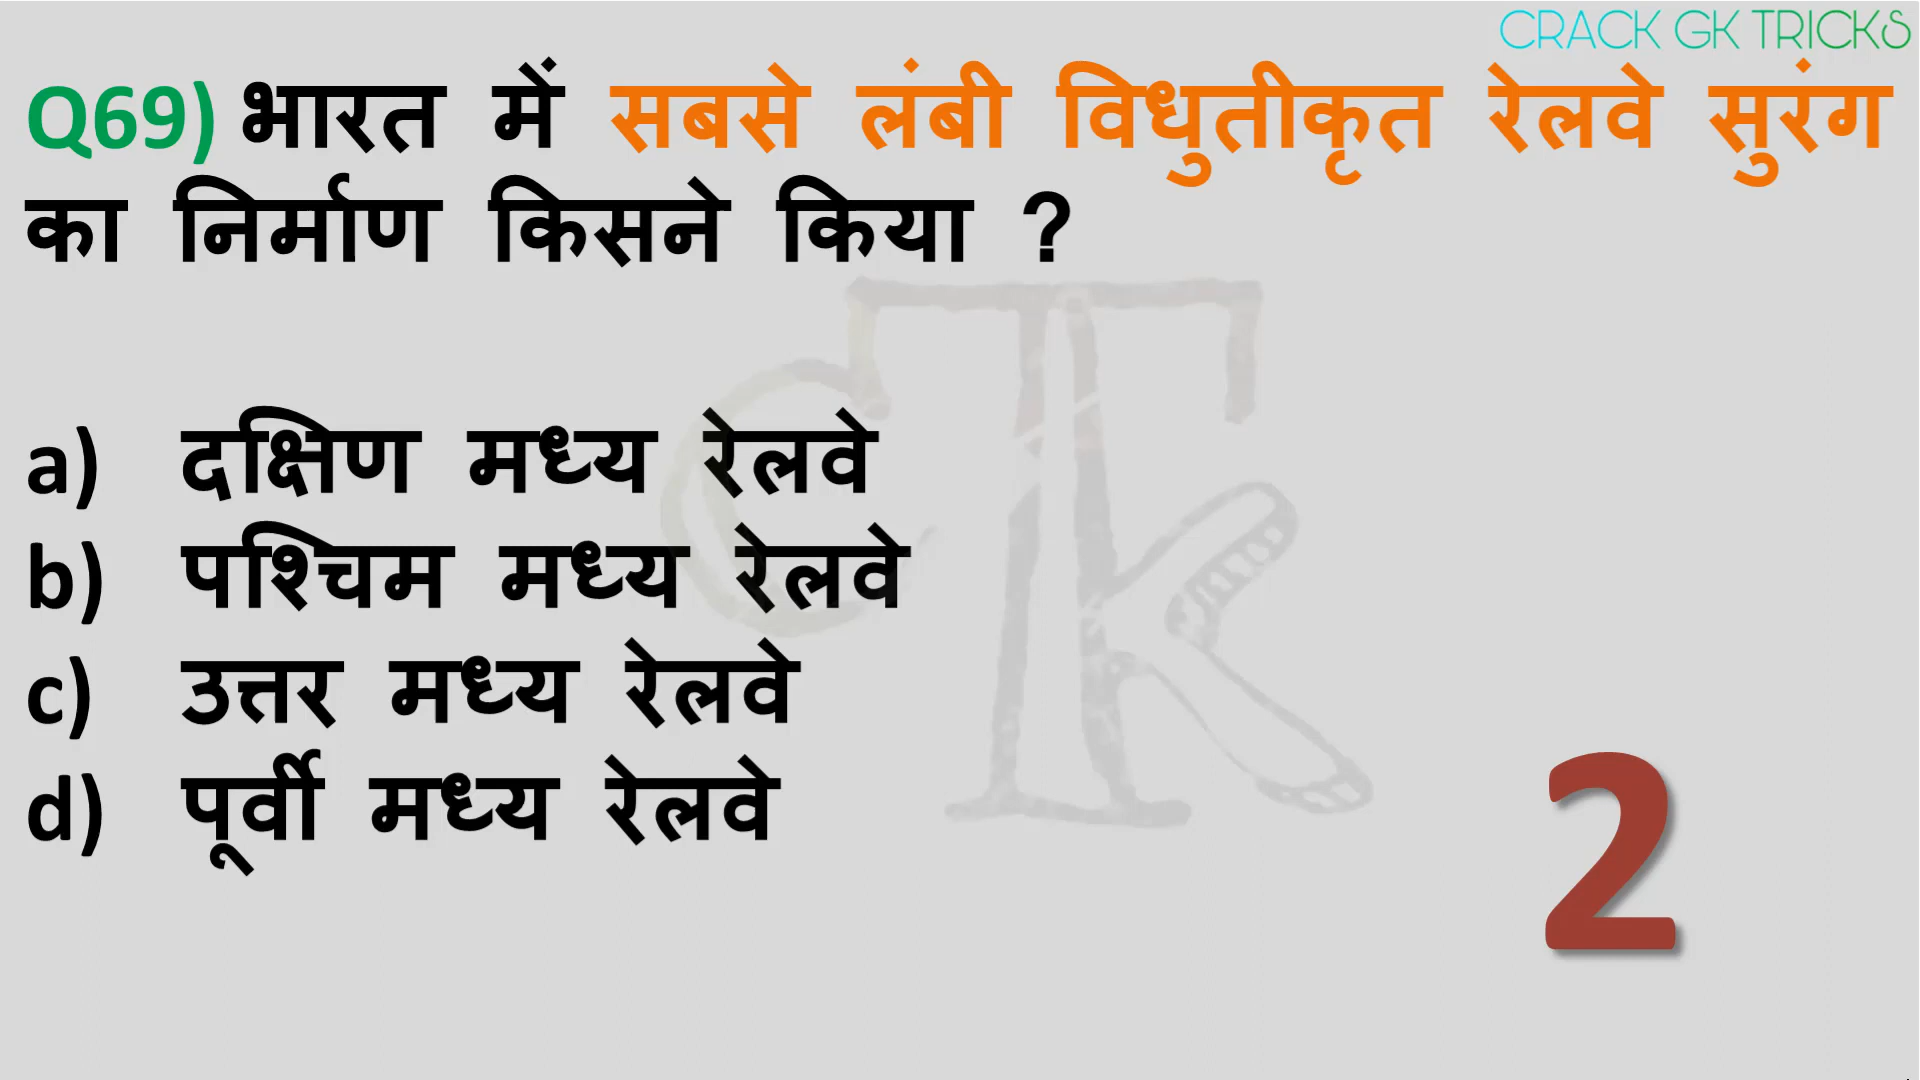 CRACK GK TRICKS
Q69) भारत में सबसे लंबी विधुतीकृत रेलवे सुरंग
का निर्माण किसने किया ?
a) दक्षिण मध्य रेलवे
b) पश्चिम मध्य रेलवे
c) उत्तर मध्य रेलवे
d) पूर्वी मध्य रेलवे
2